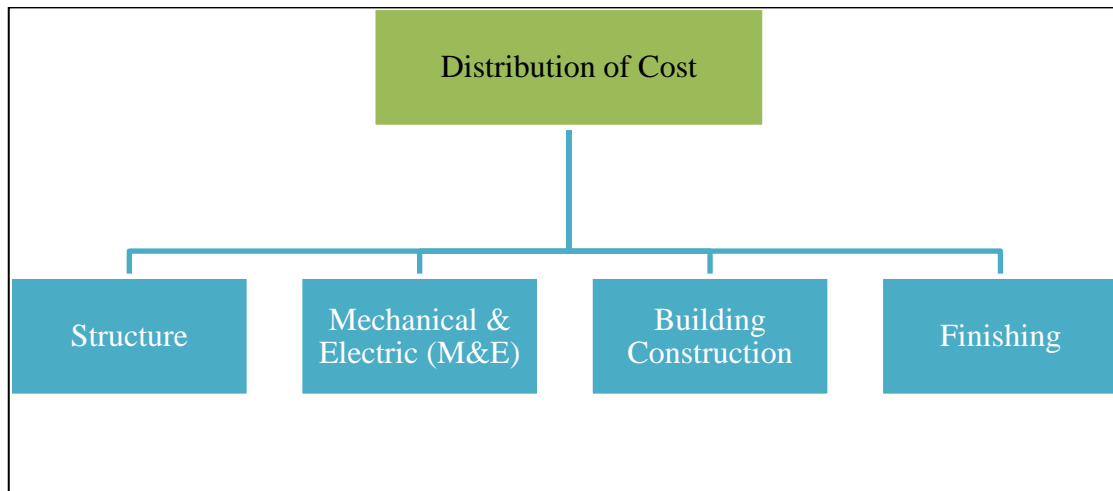 Distribution of Cost
Structure
Mechanical &
Electric (M&E)
Building
Construction
Finishing